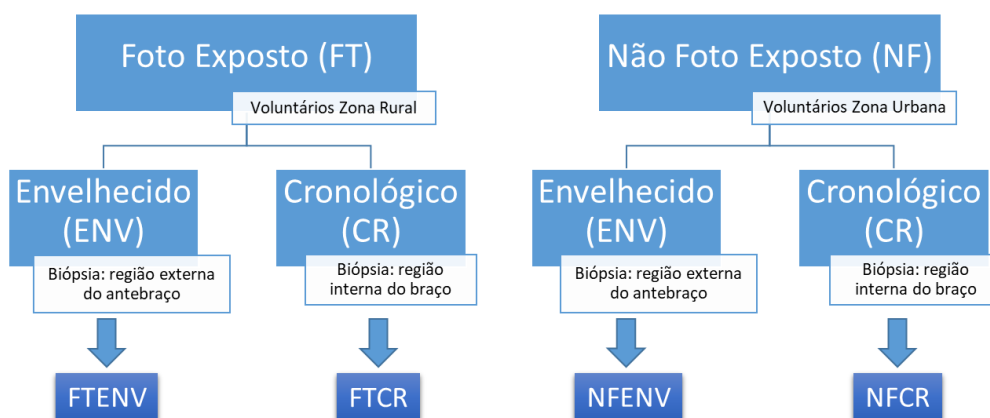 Foto Exposto (FT)
Voluntários Zona Rural
Envelhecido
(ENV)
Biópsia: região externa
do antebraço
FTENV
Cronológico
(CR)
Biópsia: região
interna do braço
FTCR
Não Foto Exposto (NF)
Voluntários Zona Urbana
Envelhecido
(ENV)
Biópsia: região externa
do antebraço
NFENV
Cronológico
(CR)
Biópsia: região
interna do braço
NFCR